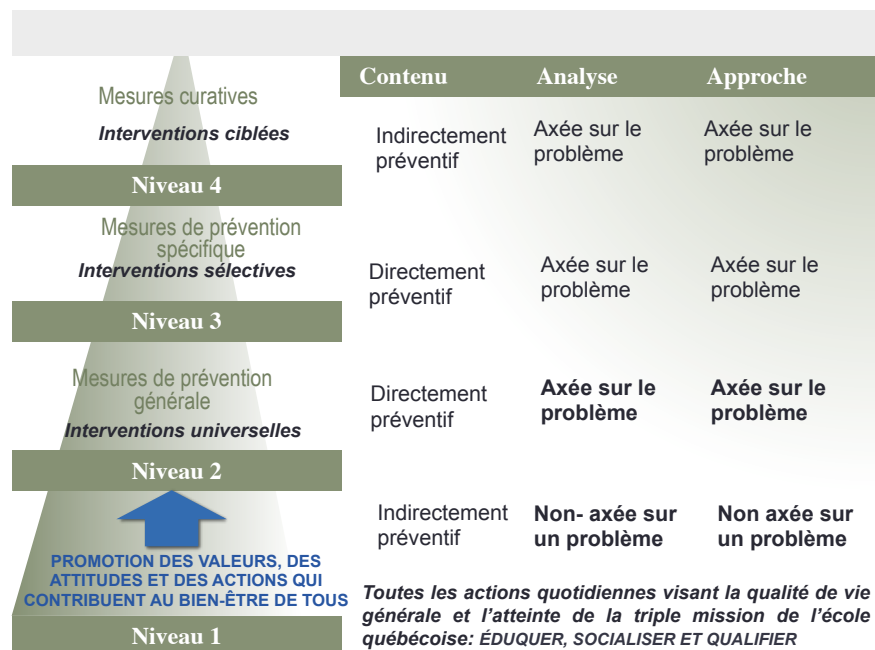 Contenu Analyse Approche
Mesures curatives
Interventions ciblées
Indirectement
préventif
Axée sur le
problème
Axée sur le
problème
Niveau 4
Mesures de prévention
spécifique
Interventions sélectives
Directement
préventif
Axée sur le
problème
Axée sur le
problème
Niveau 3
Mesures de prévention
générale
Interventions universelles
Directement
préventif
Axée sur le
problème
Axée sur le
problème
Niveau 2
PROMOTION DES VALEURS, DES
ATTITUDES ET DES ACTIONS QUI
CONTRIBUENT AU BIEN-ÊTRE DE TOUS
Indirectement
préventif
Non- axée sur
un problème
Non axée sur
un problème
Toutes les actions quotidiennes visant la qualité de vie
générale et l’atteinte de la triple mission de l’école
québécoise: ÉDUQUER, SOCIALISER ET QUALIFIER
Niveau 1